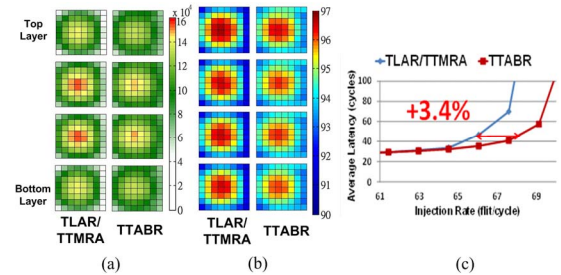 Top
Layer
Bottom
Layer
x 10⁴
16
14
12
10
8
6
4
2
0
TLAR/
TTMRA
TTABR
(a)
97
96
95
94
93
92
91
90
TLAR/
TTMRA
TTABR
(b)
TLAR/TTMRA
TTABR
Average Latency (cycles)
100
80
60
40
20
0
+3.4%
61 63 65 67 69
Injection Rate (flit/cycle)
(c)